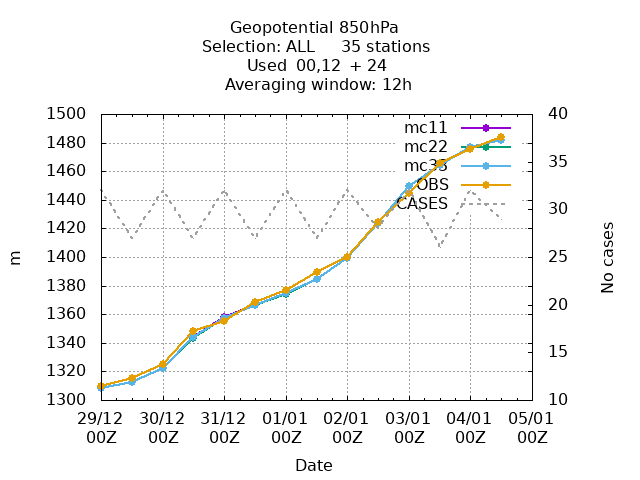 Geopotential 850hPa
Selection: ALL 35 stations
Used 00,12 + 24
Averaging window: 12h
1500
1480
1460
1440
1420
1400
1380
1360
1340
1320
1300
m
40
35
30
25
20
15
10
No cases
mc11
mc22
mc33
OBS
CASES
29/12 30/12 31/12 01/01 02/01 03/01 04/01 05/01
00Z 00Z 00Z 00Z 00Z 00Z 00Z 00Z
Date